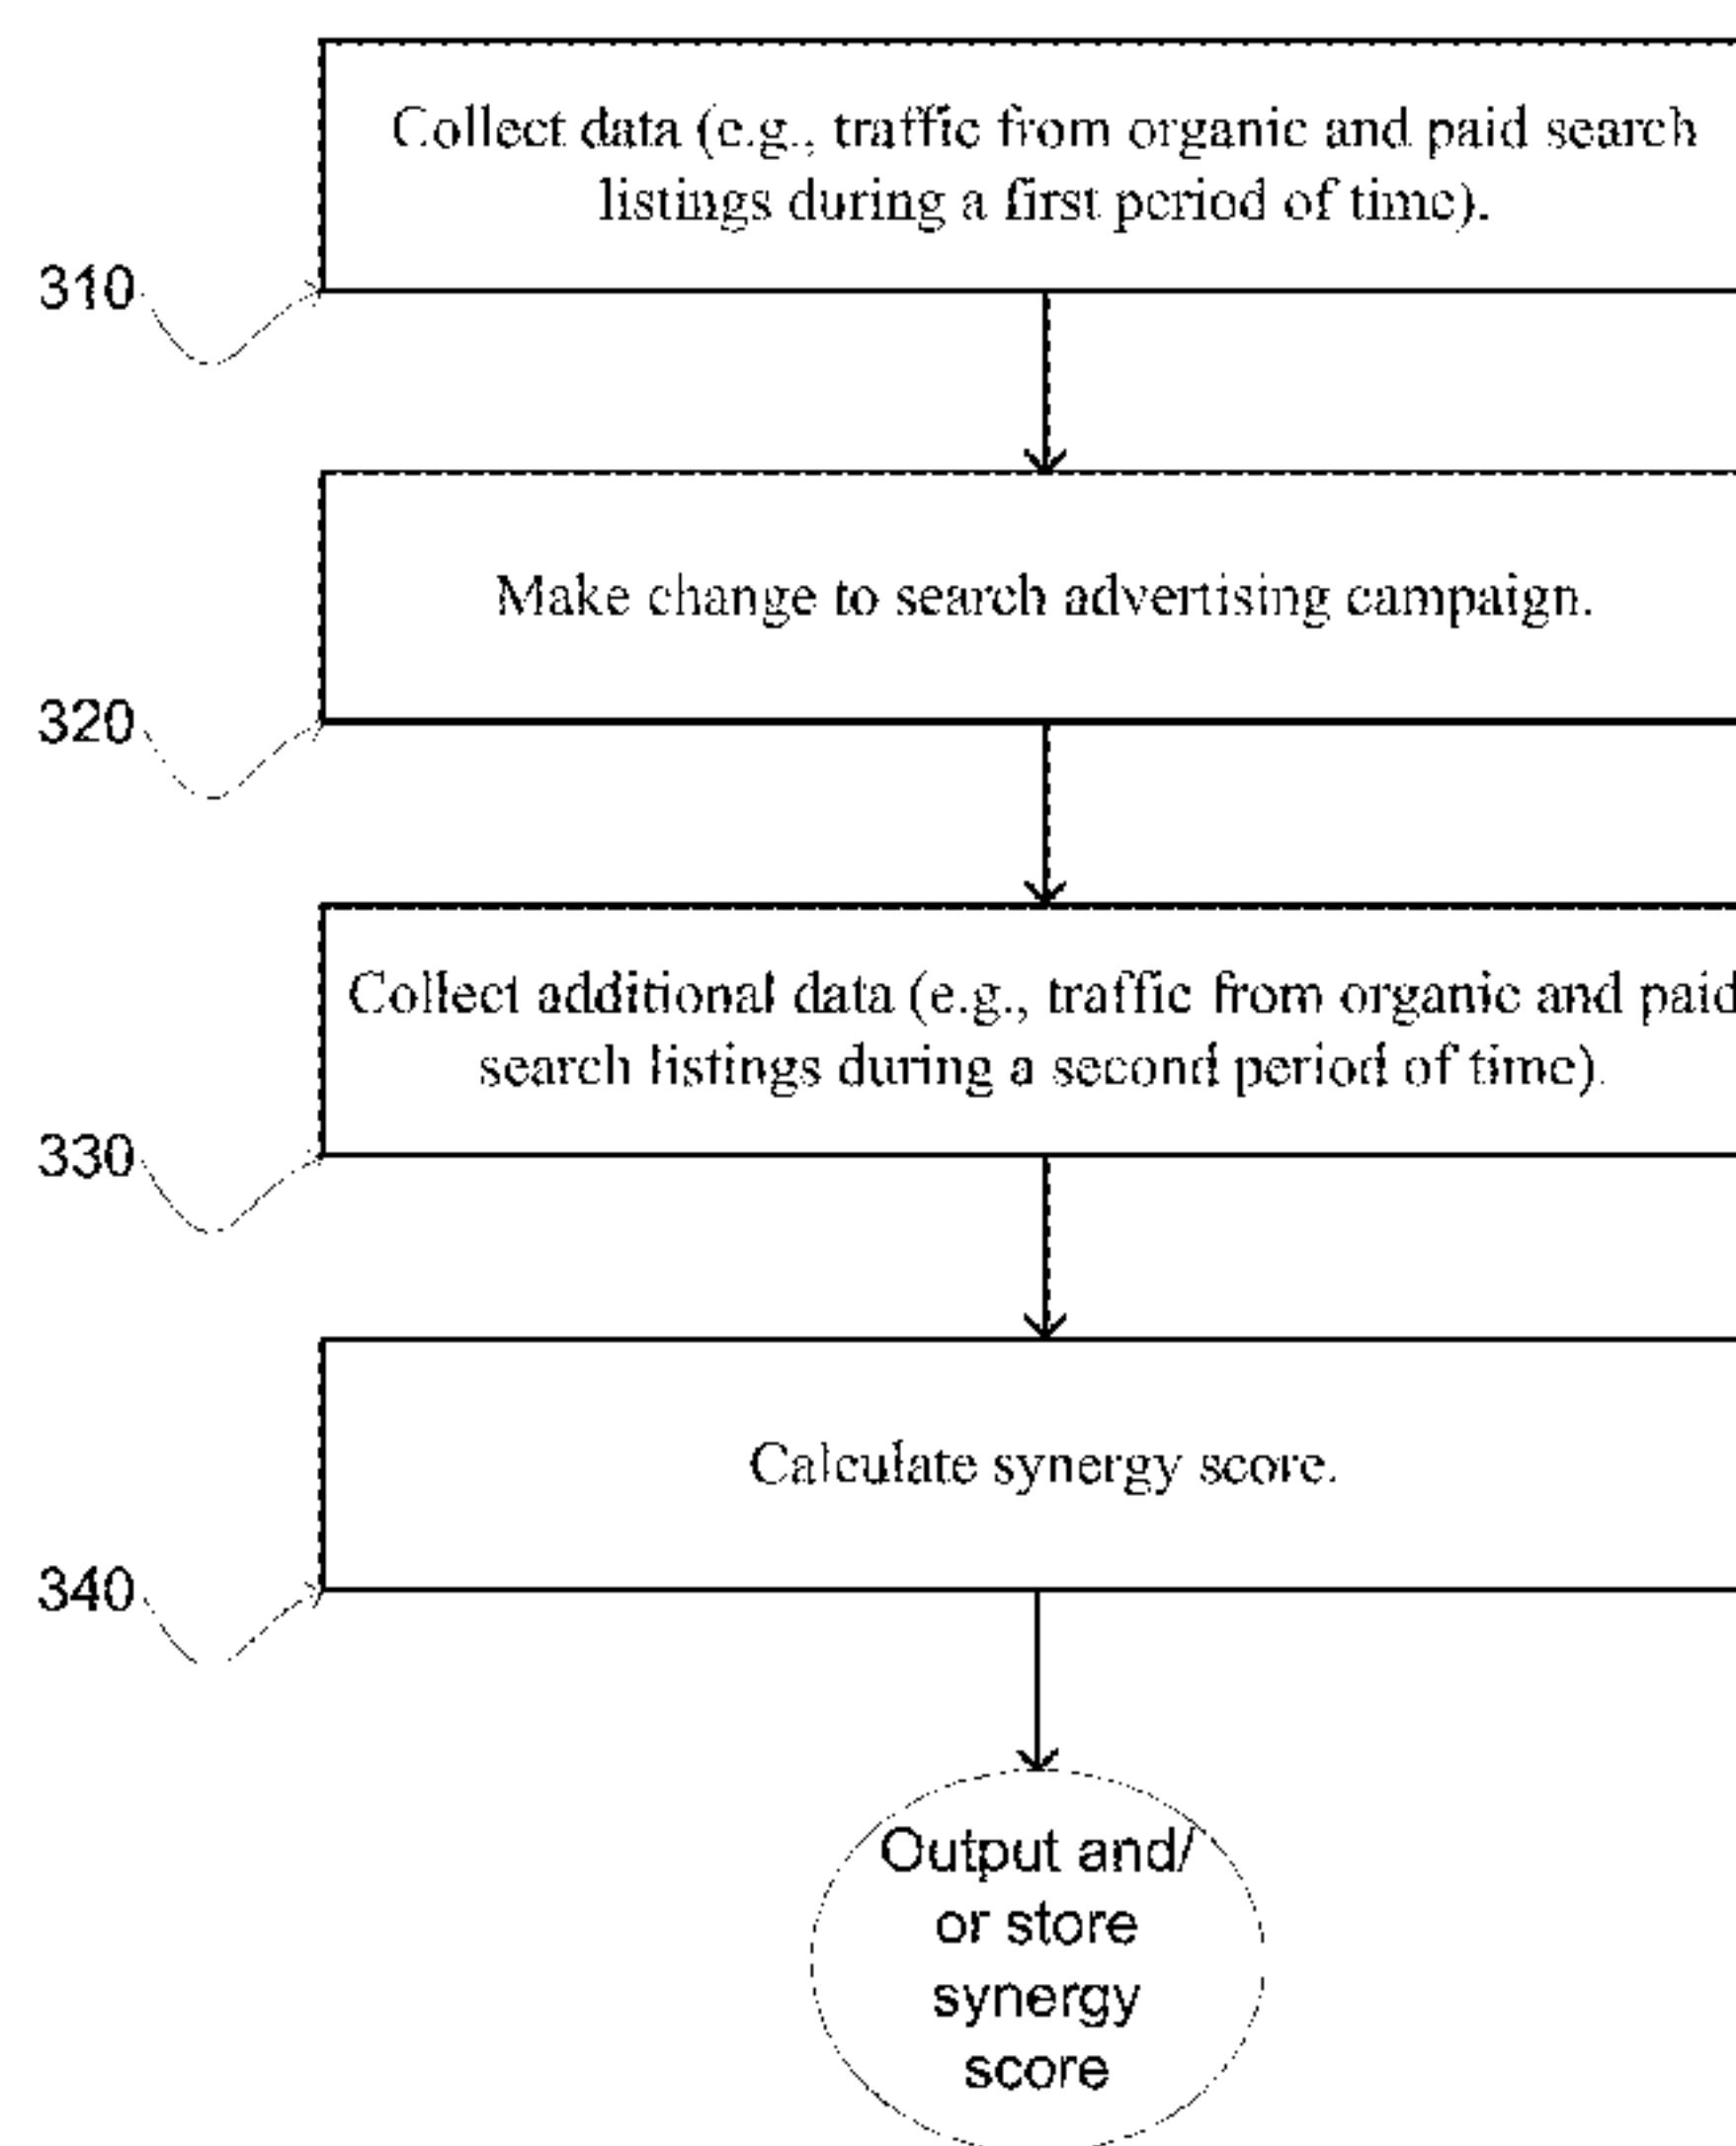 Collect data (e.g., traffic from organic and paid search
listings during a first period of time).
310
Make change to search advertising campaign.
320
Collect additional data (e.g., traffic from organic and paid
search listings during a second period of time).
330
Calculate synergy score.
340
Output and/
or store
synergy
score